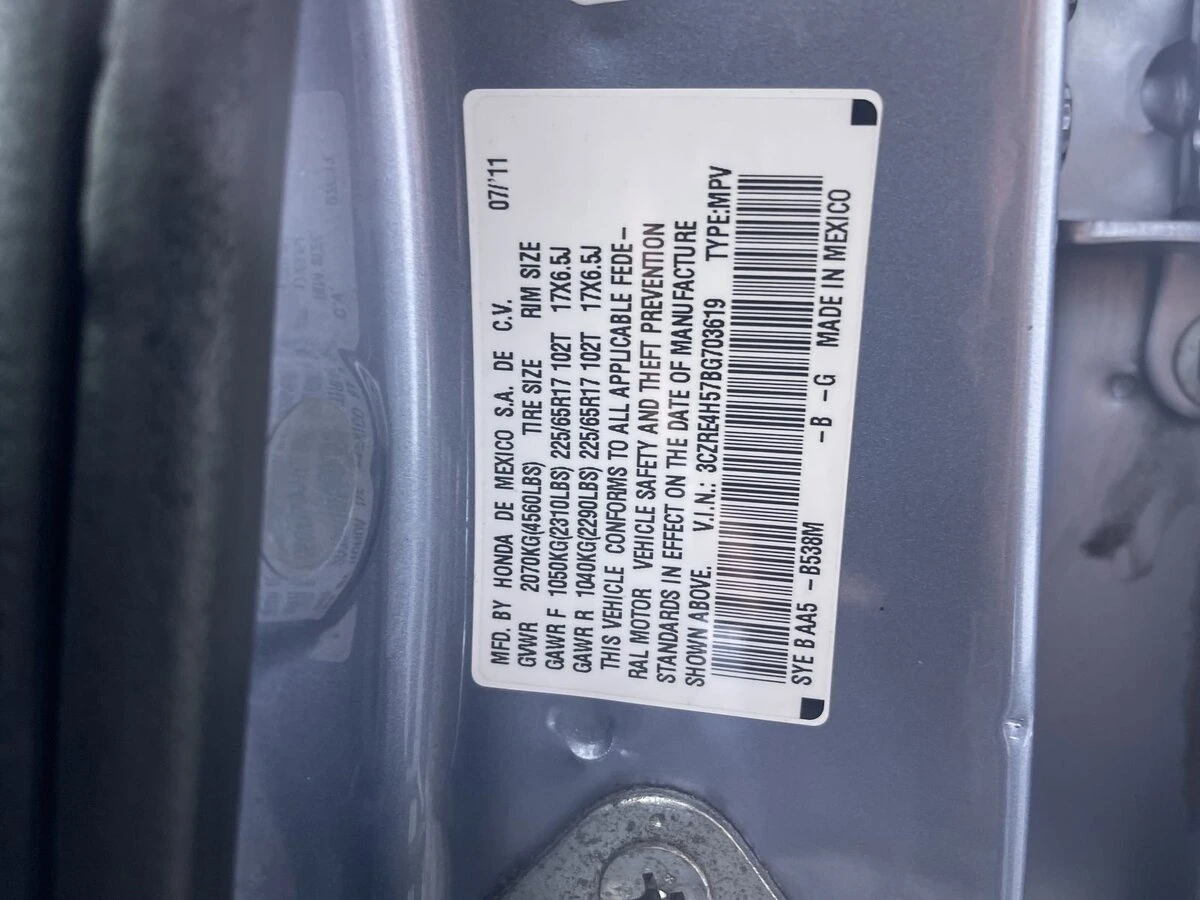 07/'11
MFD. BY HONDA DE MEXICO S.A. DE C.V.
GVWR 2070KG(4560LBS) TIRE SIZE RIM SIZE
GAWR F 1050KG(2310LBS) 225/65R17 102T 17X6.5J
GAWR R 1040KG(2290LBS) 225/65R17 102T 17X6.5J
THIS VEHICLE CONFORMS TO ALL APPLICABLE FEDE-
RAL MOTOR VEHICLE SAFETY AND THEFT PREVENTION
STANDARDS IN EFFECT ON THE DATE OF MANUFACTURE
SHOWN ABOVE. V.I.N.: 3CZRE4H57BG703619 TYPE:MPV
SYE B AA5 -B538M -B -G MADE IN MEXICO